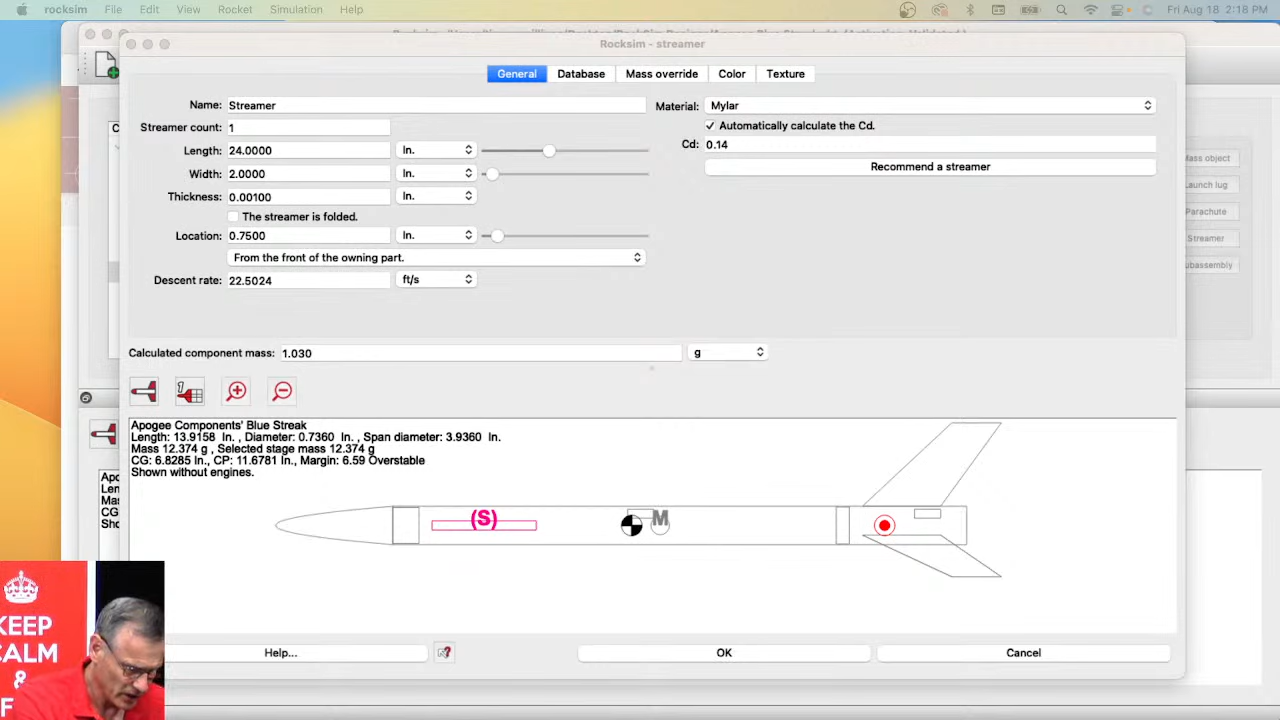 rocksim File Edit View Rocket Simulation Help Fri Aug 18 2:18 PM
Rocksim - streamer
General Database Mass override Color Texture
Name: Streamer
Material: Mylar
Streamer count: 1
Automatically calculate the Cd.
Length: 24.0000 In.
Cd: 0.14
Width: 2.0000 In.
Recommend a streamer
Thickness: 0.00100 In.
The streamer is folded.
Location: 0.7500 In.
From the front of the owning part.
Descent rate: 22.5024 ft/s
Mass object
Launch lug
Parachute
Streamer
ubassembly
Calculated component mass: 1.030 g
Apogee Components' Blue Streak
Length: 13.9158 In. , Diameter: 0.7360 In. , Span diameter: 3.9360 In.
Mass 12.374 g , Selected stage mass 12.374 g
CG: 6.8285 In., CP: 11.6781 In., Margin: 6.59 Overstable
Shown without engines.
(S)
M
Apo
Len
Mas
CG
Sho
Help... OK Cancel
KEEP
CALM
&
F